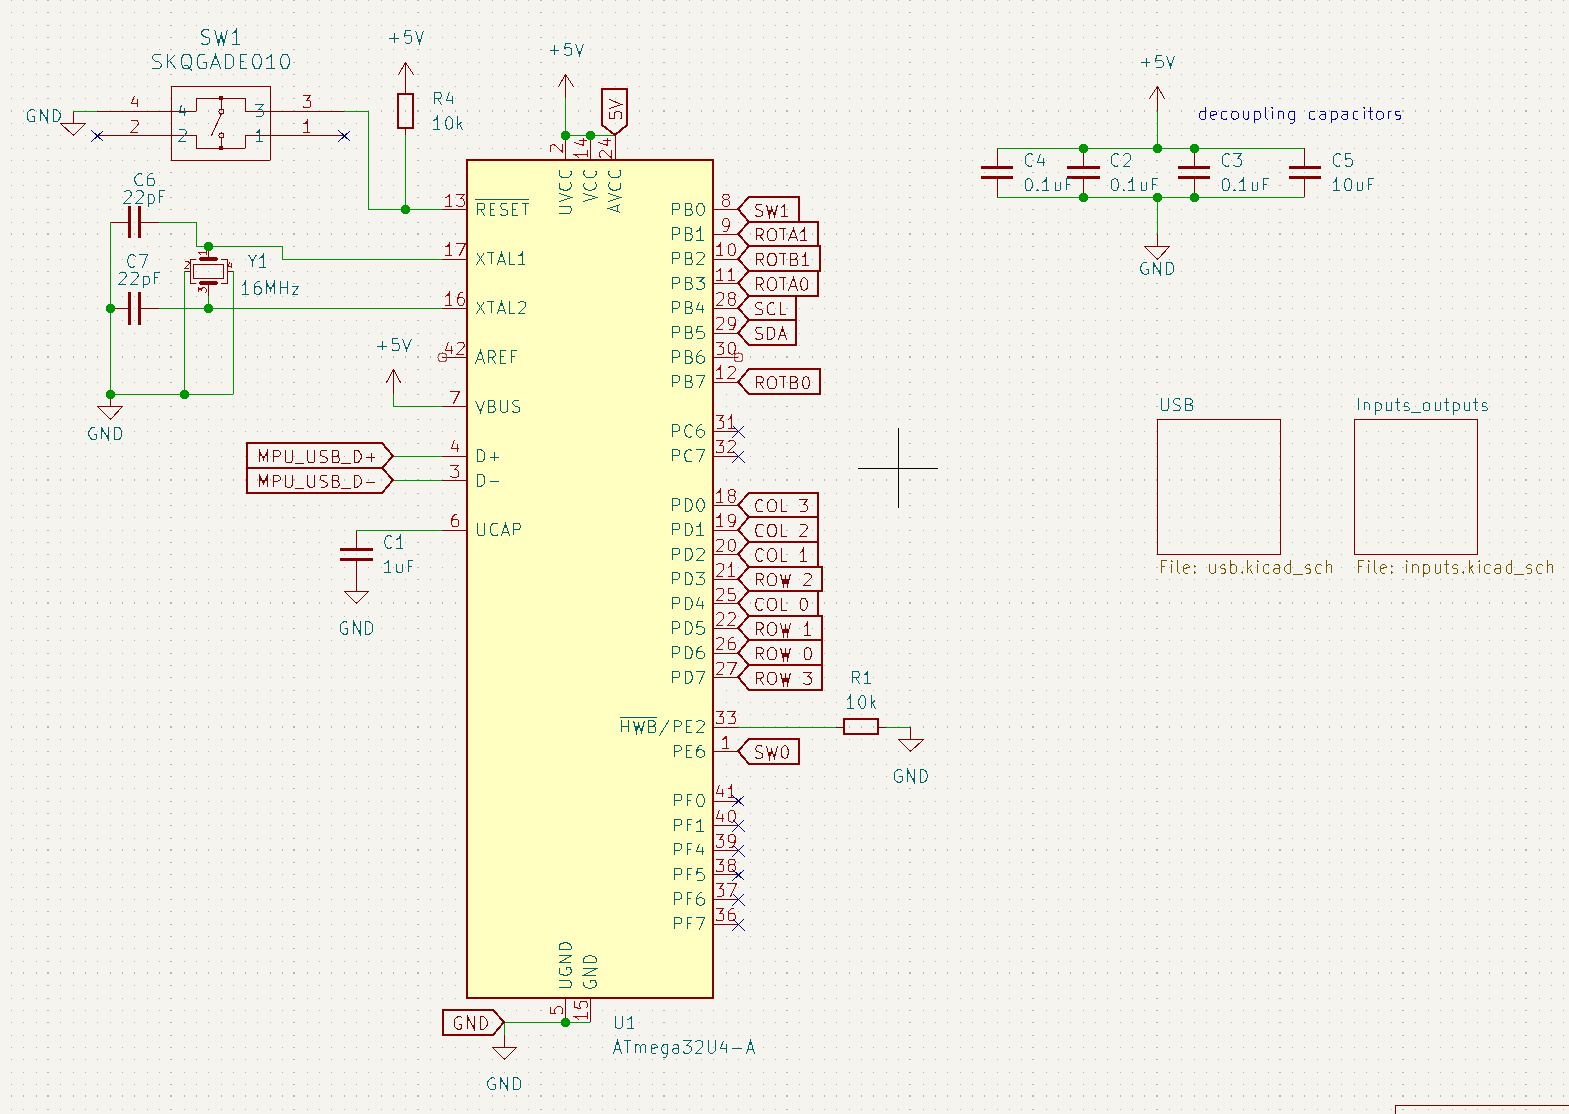 SW1
SKQGADE010
GND
4
4
3
3
2
2
1
1
+5V
R4
10k
+5V
5V
2
14
24
UVCC
VCC
AVCC
+5V
decoupling capacitors
C4
0.1uF
C2
0.1uF
C3
0.1uF
C5
10uF
GND
C6
22pF
C7
22pF
1
2
4
3
Y1
16MHz
GND
13
RESET
17
XTAL1
16
XTAL2
42
AREF
+5V
7
VBUS
MPU_USB_D+
4
D+
MPU_USB_D-
3
D-
6
UCAP
C1
1uF
GND
PB0
8
SW1
PB1
9
ROTA1
PB2
10
ROTB1
PB3
11
ROTA0
PB4
28
SCL
PB5
29
SDA
PB6
30
PB7
12
ROTB0
PC6
31
PC7
32
PD0
18
COL 3
PD1
19
COL 2
PD2
20
COL 1
PD3
21
ROW 2
PD4
25
COL 0
PD5
22
ROW 1
PD6
26
ROW 0
PD7
27
ROW 3
HWB/PE2
33
R1
10k
GND
PE6
1
SW0
PF0
41
PF1
40
PF4
39
PF5
38
PF6
37
PF7
36
UGND
GND
5
15
GND
GND
U1
ATmega32U4-A
USB
File: usb.kicad_sch
Inputs_outputs
File: inputs.kicad_sch